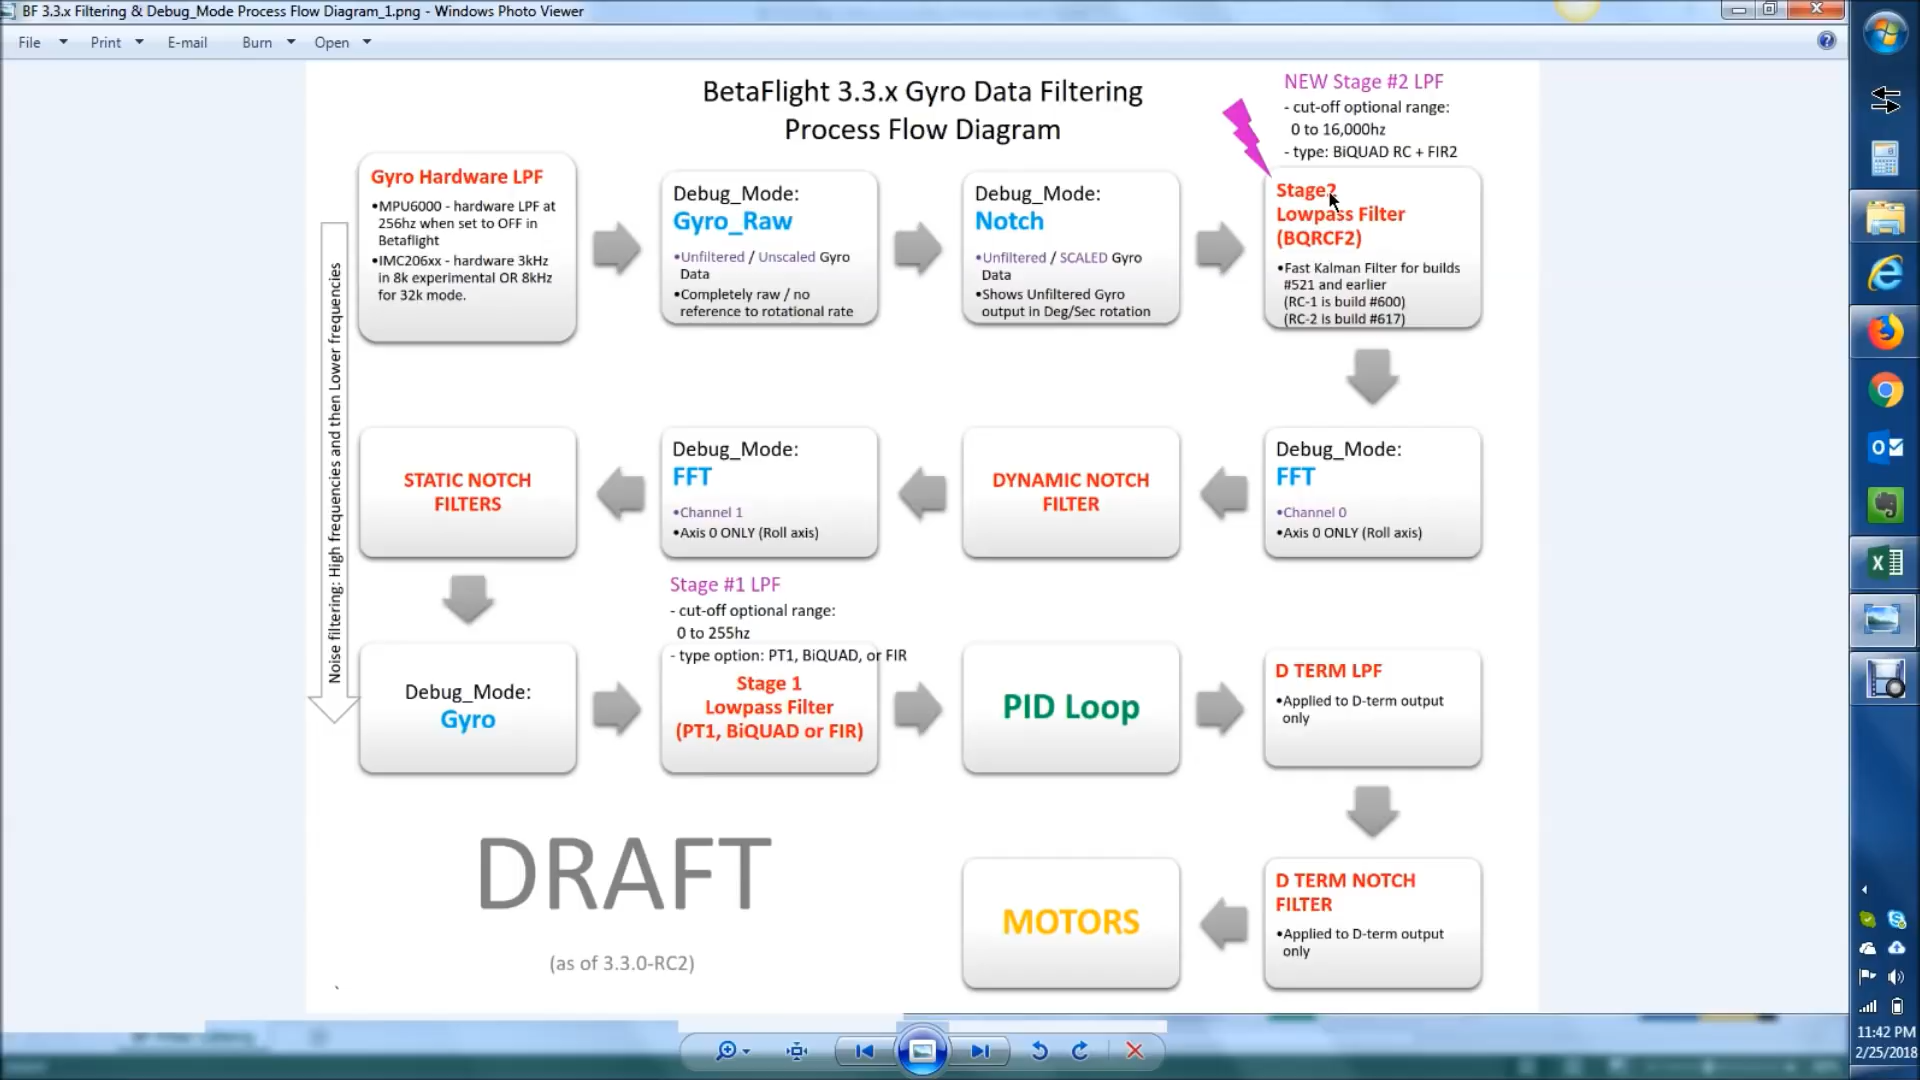 BF 3.3.x Filtering & Debug_Mode Process Flow Diagram_1.png - Windows Photo Viewer
File
Print
E-mail
Burn
Open
BetaFlight 3.3.x Gyro Data Filtering
Process Flow Diagram
NEW Stage #2 LPF
- cut-off optional range:
0 to 16,000hz
- type: BiQUAD RC + FIR2
Gyro Hardware LPF
•MPU6000 - hardware LPF at
256hz when set to OFF in
Betaflight
•IMC206xx - hardware 3kHz
in 8k experimental OR 8kHz
for 32k mode.
Debug_Mode:
Gyro_Raw
•Unfiltered / Unscaled Gyro
Data
•Completely raw / no
reference to rotational rate
Debug_Mode:
Notch
•Unfiltered / SCALED Gyro
Data
•Shows Unfiltered Gyro
output in Deg/Sec rotation
Stage2
Lowpass Filter
(BQRCF2)
•Fast Kalman Filter for builds
#521 and earlier
(RC-1 is build #600)
(RC-2 is build #617)
Noise filtering: High frequencies and then Lower frequencies
STATIC NOTCH
FILTERS
Debug_Mode:
FFT
•Channel 1
•Axis 0 ONLY (Roll axis)
DYNAMIC NOTCH
FILTER
Debug_Mode:
FFT
•Channel 0
•Axis 0 ONLY (Roll axis)
Stage #1 LPF
- cut-off optional range:
0 to 255hz
- type option: PT1, BiQUAD, or FIR
Debug_Mode:
Gyro
Stage 1
Lowpass Filter
(PT1, BiQUAD or FIR)
PID Loop
D TERM LPF
•Applied to D-term output
only
DRAFT
(as of 3.3.0-RC2)
MOTORS
D TERM NOTCH
FILTER
•Applied to D-term output
only
11:42 PM
2/25/2018